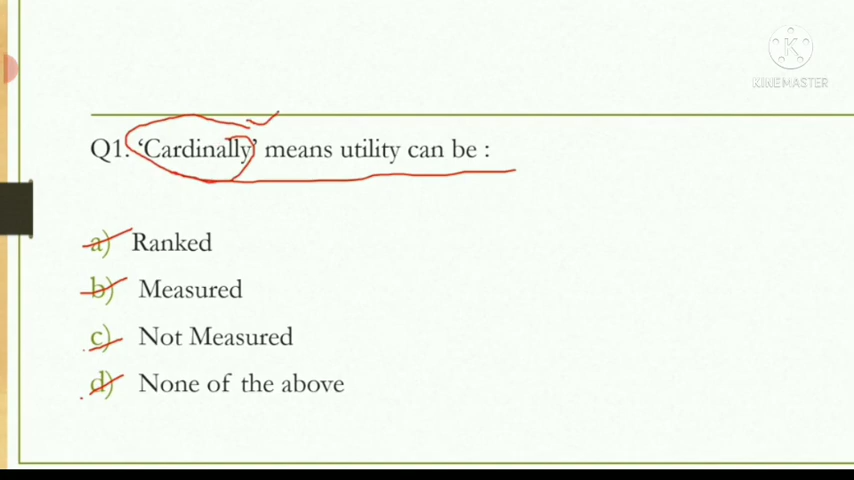 KINEMASTER
Q1. ‘Cardinally’ means utility can be :
a) Ranked
b) Measured
c) Not Measured
d) None of the above